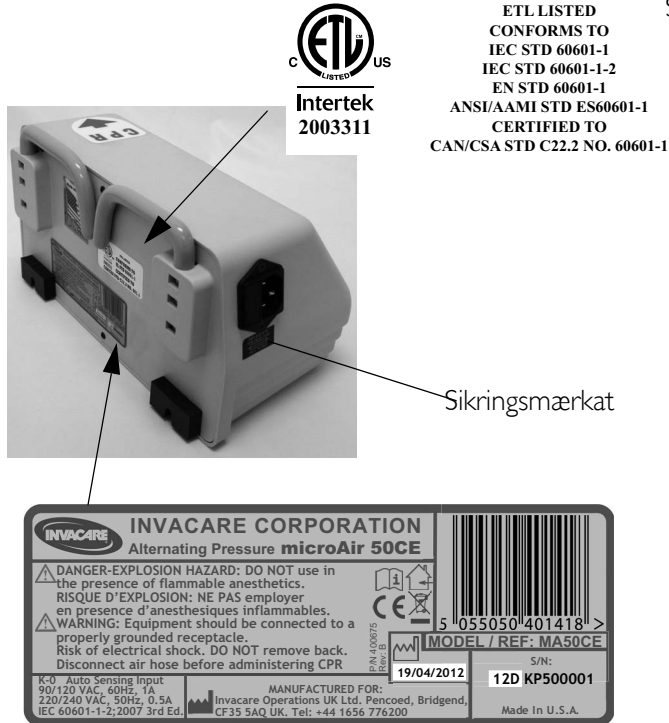 ETL LISTED
CONFORMS TO
IEC STD 60601-1
IEC STD 60601-1-2
EN STD 60601-1
ANSI/AAMI STD ES60601-1
CERTIFIED TO
CAN/CSA STD C22.2 NO. 60601-1
ETL
CM
C US
LISTED
Intertek
2003311
CPR
Sikringsmærkat
INVACARE
INVACARE CORPORATION
Alternating Pressure microAir 50CE
DANGER-EXPLOSION HAZARD: DO NOT use in
the presence of flammable anesthetics.
RISQUE D'EXPLOSION: NE PAS employer
en presence d'anesthesiques inflammables.
WARNING: Equipment should be connected to a
properly grounded receptacle.
Risk of electrical shock. DO NOT remove back.
Disconnect air hose before administering CPR
K-0 Auto Sensing Input
90/120 VAC, 60Hz, 1A
220/240 VAC, 50Hz, 0.5A
IEC 60601-1-2;2007 3rd Ed.
MANUFACTURED FOR:
Invacare Operations UK Ltd. Pencoed, Bridgend,
CF35 5AQ UK. Tel: +44 1656 776200
P/N 400675
Rev: B
CE
19/04/2012
5 055050 401418 >
MODEL / REF: MA50CE
S/N:
12D KP500001
Made In U.S.A.